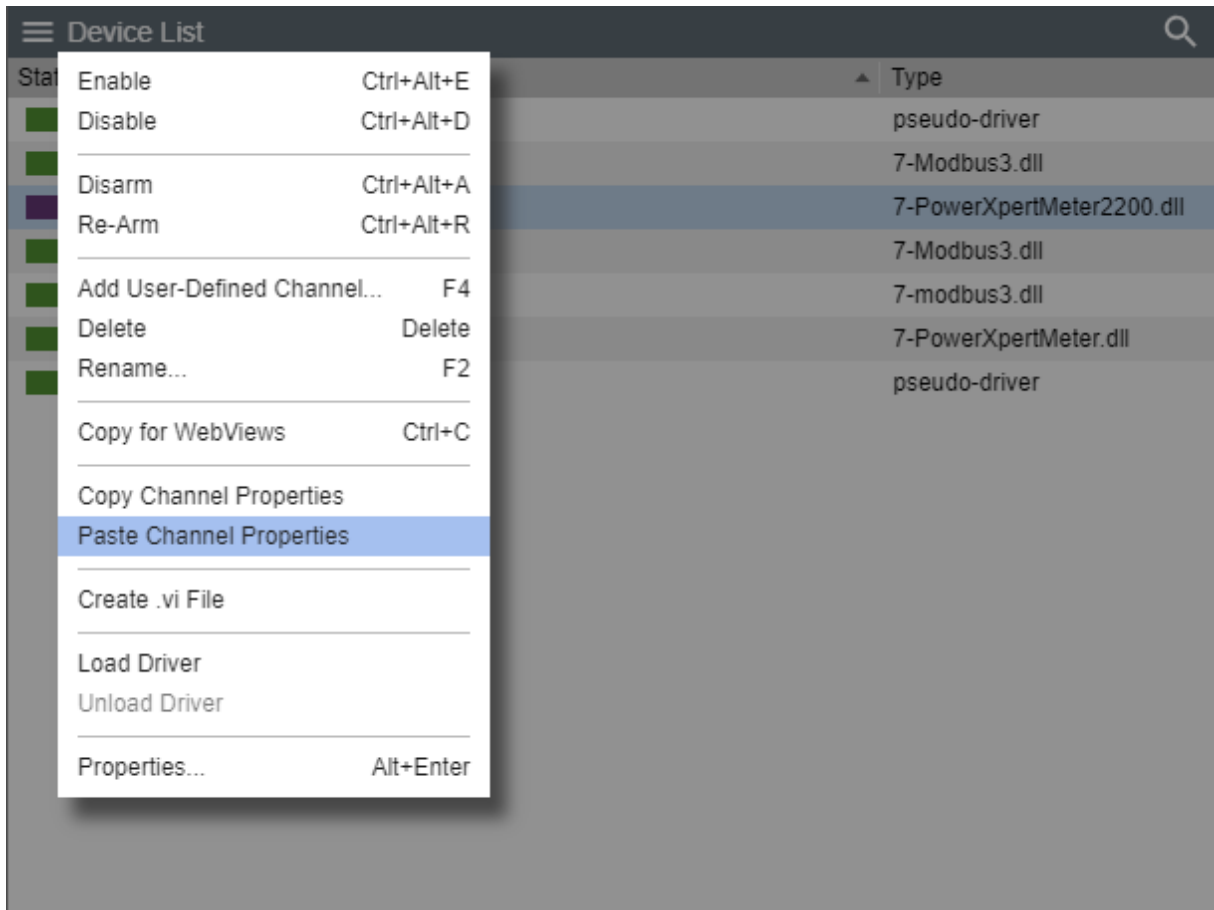 Device List
Stat Type
Enable Ctrl+Alt+E
Disable Ctrl+Alt+D
Disarm Ctrl+Alt+A
Re-Arm Ctrl+Alt+R
Add User-Defined Channel... F4
Delete Delete
Rename... F2
Copy for WebViews Ctrl+C
Copy Channel Properties
Paste Channel Properties
Create .vi File
Load Driver
Unload Driver
Properties... Alt+Enter
pseudo-driver
7-Modbus3.dll
7-PowerXpertMeter2200.dll
7-Modbus3.dll
7-modbus3.dll
7-PowerXpertMeter.dll
pseudo-driver